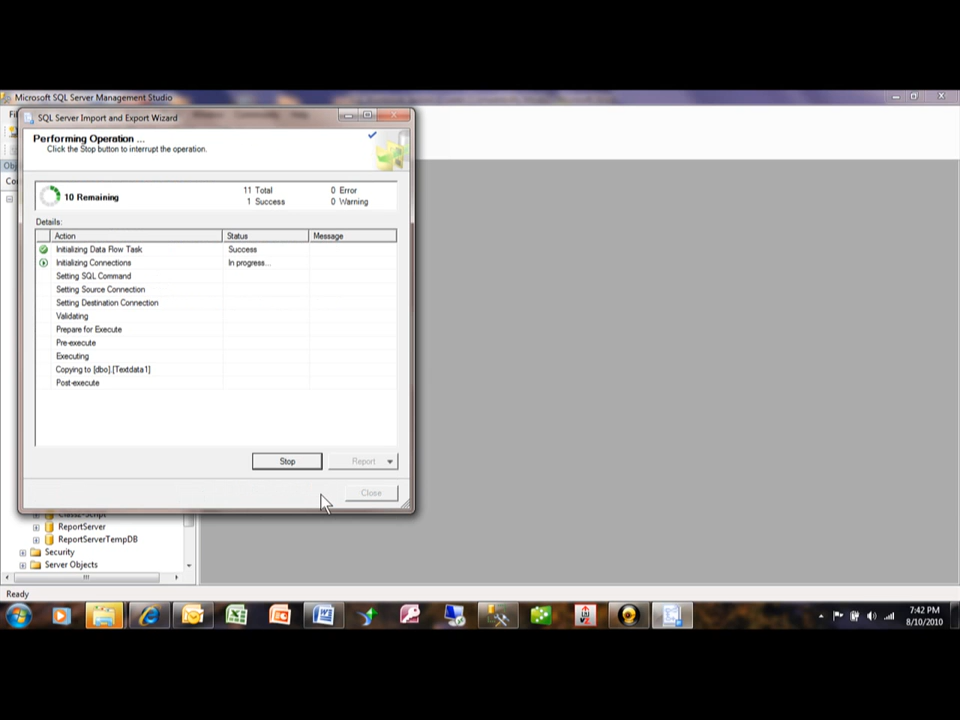 Microsoft SQL Server Management Studio
SQL Server Import and Export Wizard
Performing Operation ...
Click the Stop button to interrupt the operation.
10 Remaining
11 Total
0 Error
1 Success
0 Warning
Details:
Action Status Message
Initializing Data Flow Task Success
Initializing Connections In progress...
Setting SQL Command
Setting Source Connection
Setting Destination Connection
Validating
Prepare for Execute
Pre-execute
Executing
Copying to [dbo].[Textdata1]
Post-execute
Stop Report
Close
ReportServer
ReportServerTempDB
Security
Server Objects
Ready
7:42 PM
8/10/2010